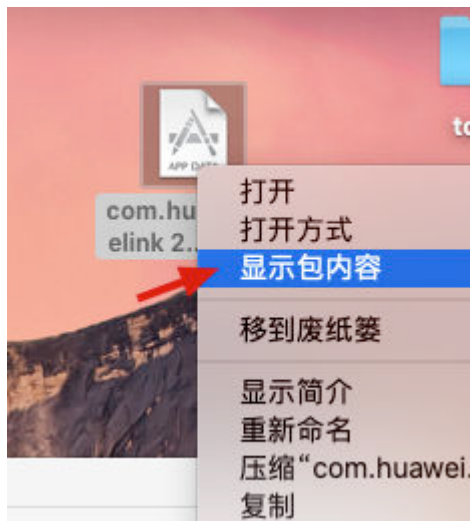 to
APP DATA
com.hu
elink 2..
打开
打开方式
显示包内容
移到废纸篓
显示简介
重新命名
压缩“com.huawei.
复制